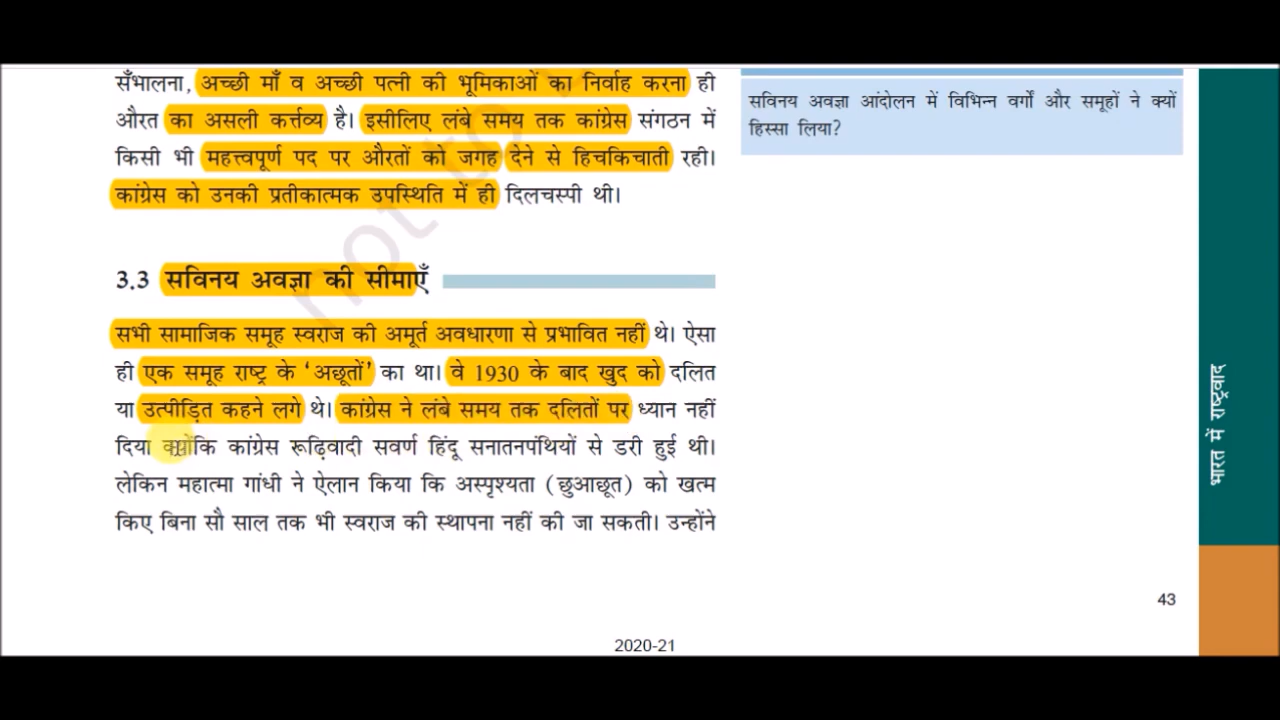 सँभालना, अच्छी माँ व अच्छी पत्नी की भूमिकाओं का निर्वाह करना ही
औरत का असली कर्त्तव्य है। इसीलिए लंबे समय तक कांग्रेस संगठन में
किसी भी महत्त्वपूर्ण पद पर औरतों को जगह देने से हिचकिचाती रही।
कांग्रेस को उनकी प्रतीकात्मक उपस्थिति में ही दिलचस्पी थी।
3.3 सविनय अवज्ञा की सीमाएँ
सभी सामाजिक समूह स्वराज की अमूर्त अवधारणा से प्रभावित नहीं थे। ऐसा
ही एक समूह राष्ट्र के ‘अछूतों’ का था। वे 1930 के बाद खुद को दलित
या उत्पीड़ित कहने लगे थे। कांग्रेस ने लंबे समय तक दलितों पर ध्यान नहीं
दिया क्योंकि कांग्रेस रूढ़िवादी सवर्ण हिंदू सनातनपंथियों से डरी हुई थी।
लेकिन महात्मा गांधी ने ऐलान किया कि अस्पृश्यता (छुआछूत) को खत्म
किए बिना सौ साल तक भी स्वराज की स्थापना नहीं की जा सकती। उन्होंने
सविनय अवज्ञा आंदोलन में विभिन्न वर्गों और समूहों ने क्यों
हिस्सा लिया?
भारत में राष्ट्रवाद
43
2020-21
not to